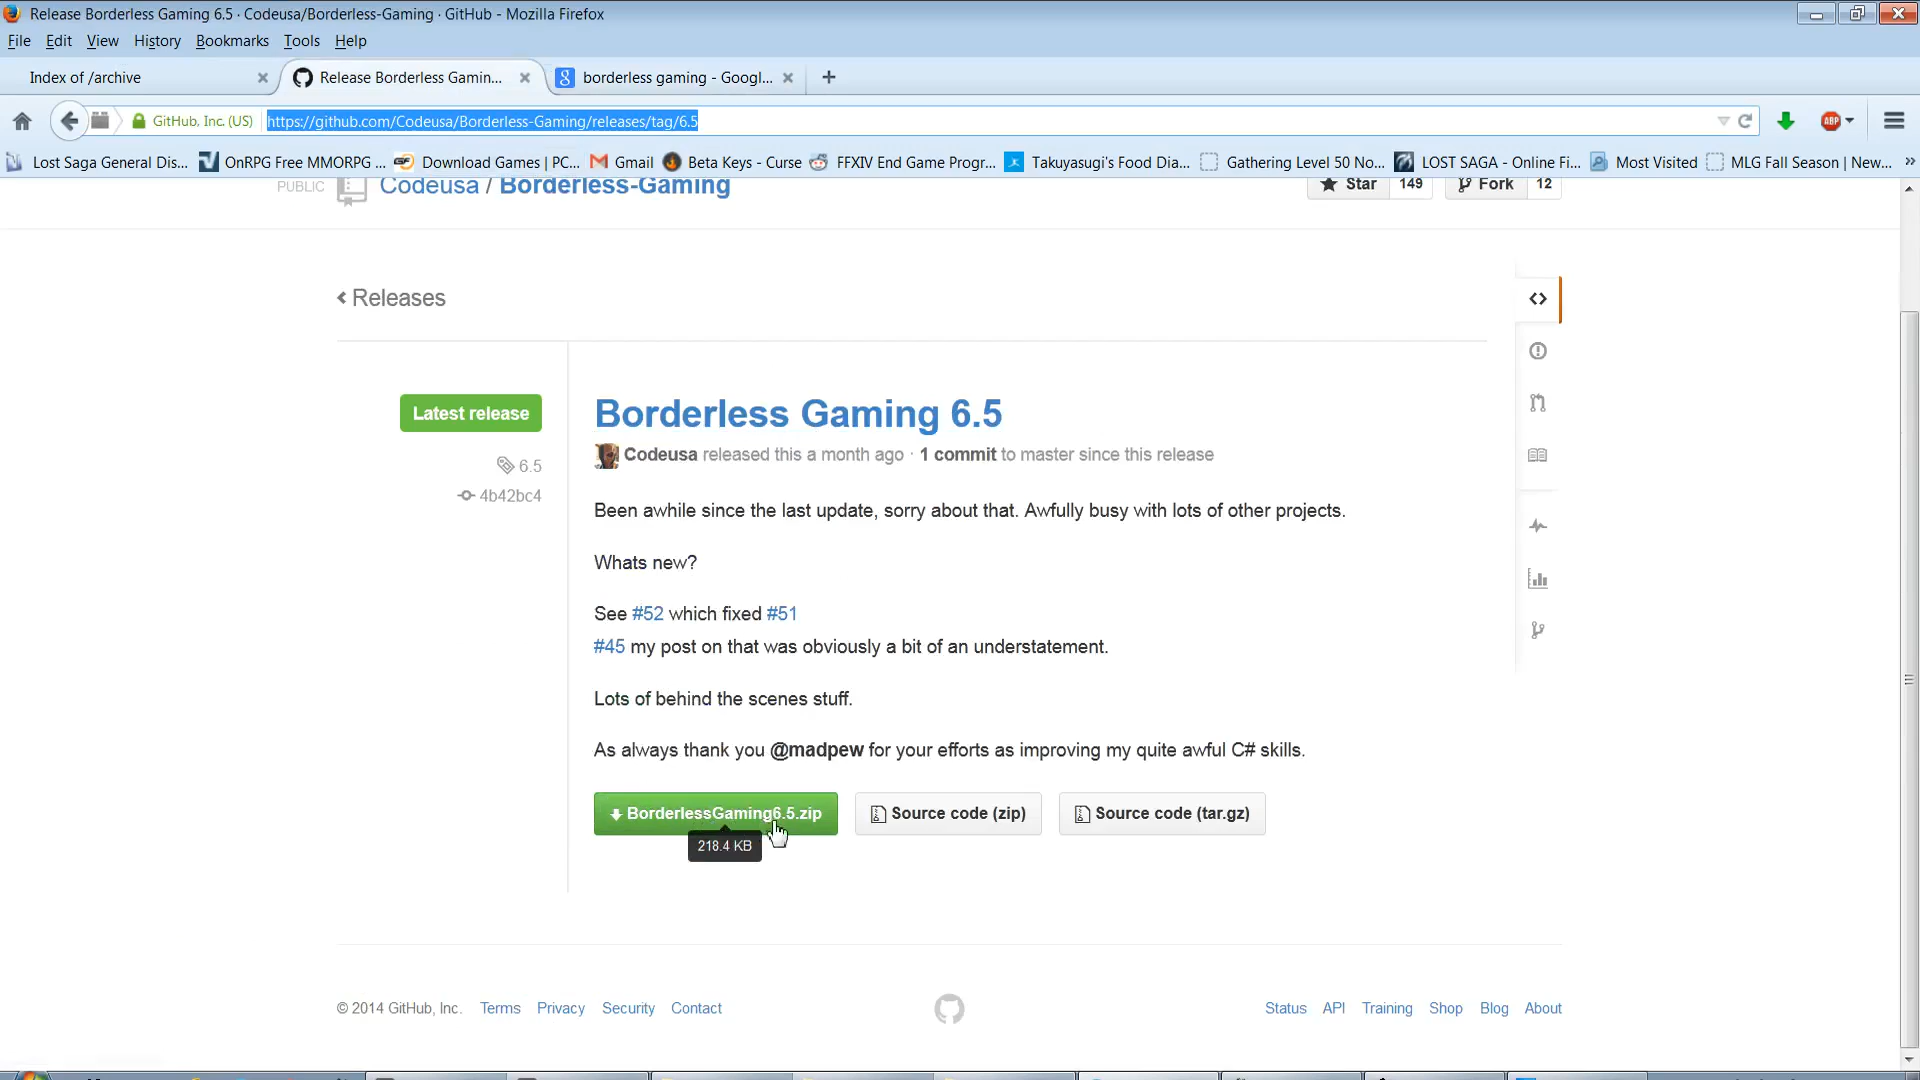 Release Borderless Gaming 6.5 · Codeusa/Borderless-Gaming · GitHub - Mozilla Firefox
File Edit View History Bookmarks Tools Help
Index of /archive Release Borderless Gamin... borderless gaming - Googl...
GitHub, Inc. (US) https://github.com/Codeusa/Borderless-Gaming/releases/tag/6.5 ABP
Lost Saga General Dis... OnRPG Free MMORPG ... Download Games | PC... Gmail Beta Keys - Curse FFXIV End Game Progr... Takuyasugi's Food Dia... Gathering Level 50 No... LOST SAGA - Online Fi... Most Visited MLG Fall Season | New...
PUBLIC Codeusa / Borderless-Gaming Star 149 Fork 12
Releases
Latest release
6.5
4b42bc4
Borderless Gaming 6.5
Codeusa released this a month ago · 1 commit to master since this release
Been awhile since the last update, sorry about that. Awfully busy with lots of other projects.
Whats new?
See #52 which fixed #51
#45 my post on that was obviously a bit of an understatement.
Lots of behind the scenes stuff.
As always thank you @madpew for your efforts as improving my quite awful C# skills.
BorderlessGaming6.5.zip Source code (zip) Source code (tar.gz)
218.4 KB
© 2014 GitHub, Inc. Terms Privacy Security Contact Status API Training Shop Blog About